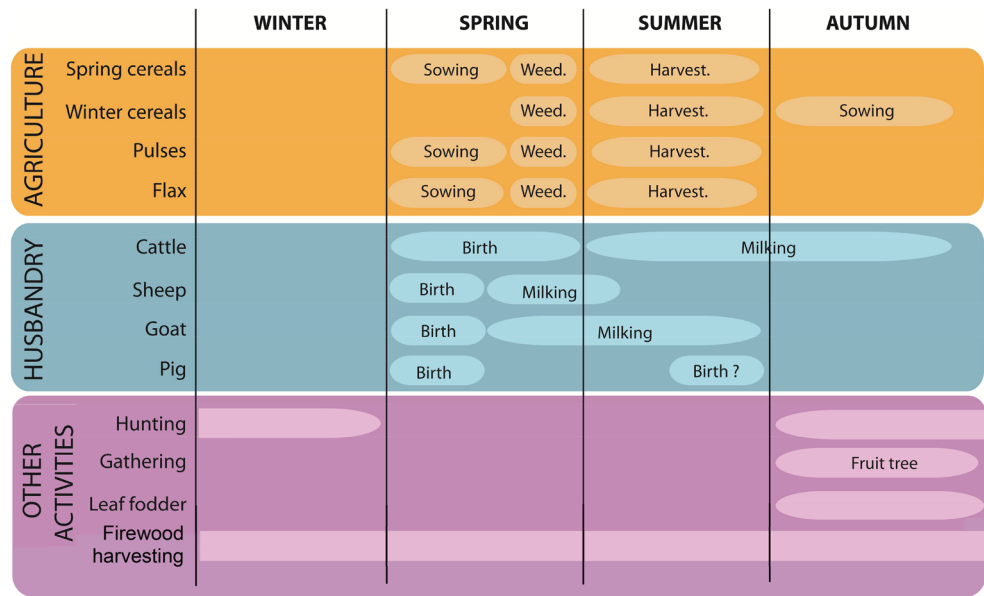 WINTER SPRING SUMMER AUTUMN
AGRICULTURE
Spring cereals Sowing Weed. Harvest.
Winter cereals Weed. Harvest. Sowing
Pulses Sowing Weed. Harvest.
Flax Sowing Weed. Harvest.
HUSBANDRY
Cattle Birth Milking
Sheep Birth Milking
Goat Birth Milking
Pig Birth Birth ?
OTHER
ACTIVITIES
Hunting
Gathering Fruit tree
Leaf fodder
Firewood
harvesting